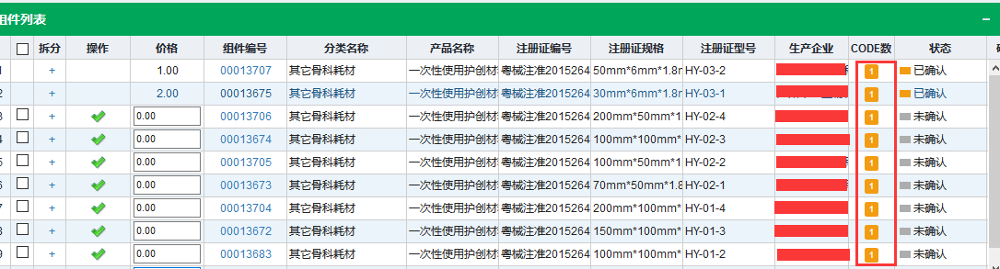 组件列表
拆分 操作 价格 组件编号 分类名称 产品名称 注册证编号 注册证规格 注册证型号 生产企业 CODE数 状态
+ 1.00 00013707 其它骨科耗材 一次性使用护创材 粤械注准2015264 50mm*6mm*1.8m HY-03-2 1 已确认
2 + 2.00 00013675 其它骨科耗材 一次性使用护创材 粤械注准2015264 30mm*6mm*1.8m HY-03-1 1 已确认
3 + 0.00 00013706 其它骨科耗材 一次性使用护创材 粤械注准2015264 200mm*50mm*1 HY-02-4 1 未确认
4 + 0.00 00013674 其它骨科耗材 一次性使用护创材 粤械注准2015264 100mm*100mm* HY-02-3 1 未确认
5 + 0.00 00013705 其它骨科耗材 一次性使用护创材 粤械注准2015264 100mm*50mm*1 HY-02-2 1 未确认
6 + 0.00 00013673 其它骨科耗材 一次性使用护创材 粤械注准2015264 70mm*50mm*1.8 HY-02-1 1 未确认
7 + 0.00 00013704 其它骨科耗材 一次性使用护创材 粤械注准2015264 200mm*100mm* HY-01-4 1 未确认
8 + 0.00 00013672 其它骨科耗材 一次性使用护创材 粤械注准2015264 150mm*100mm* HY-01-3 1 未确认
9 + 0.00 00013683 其它骨科耗材 一次性使用护创材 粤械注准2015264 100mm*100mm* HY-01-2 1 未确认